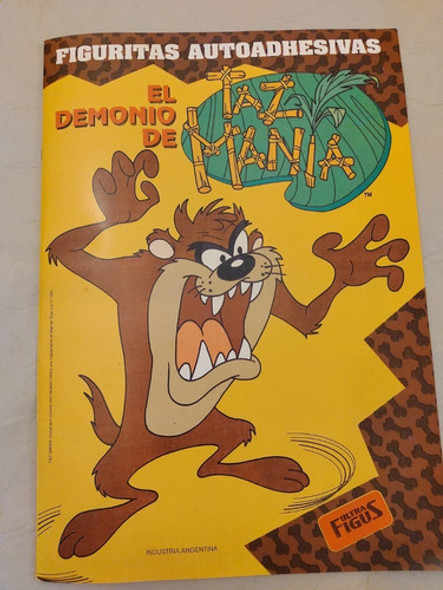 FIGURITAS AUTOADHESIVAS
EL
DEMONIO
DE
TAZ
MANIA
TM
ULTRA
FIGUS
INDUSTRIA ARGENTINA